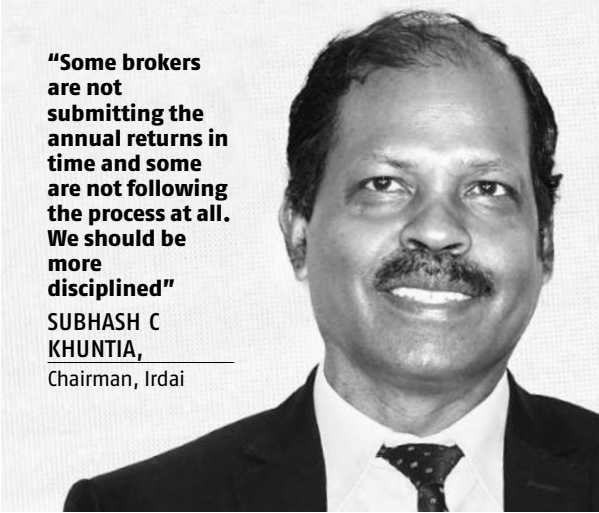 “Some brokers
are not
submitting the
annual returns in
time and some
are not following
the process at all.
We should be
more
disciplined”
SUBHASH C
KHUNTIA,
Chairman, Irdai